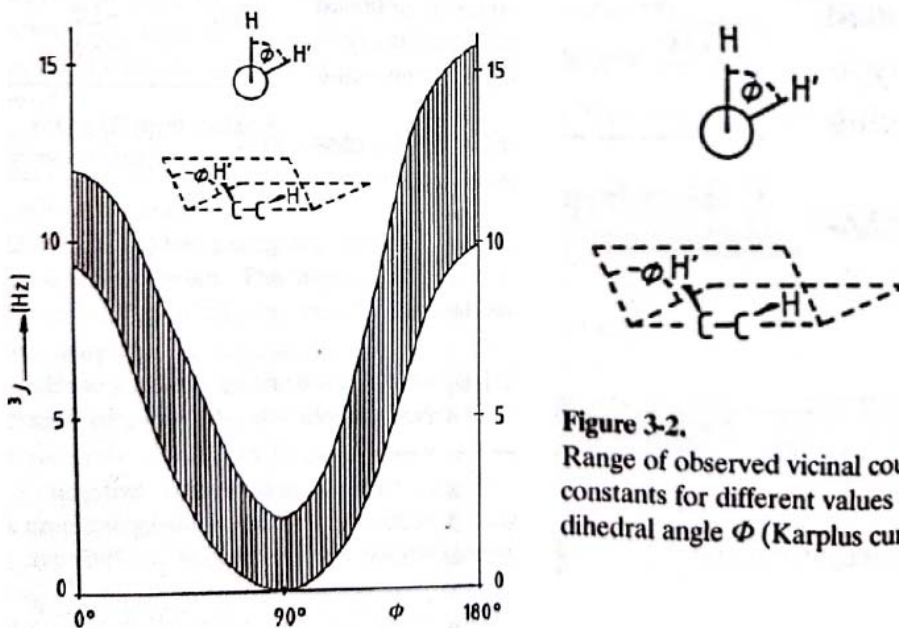 H
Φ
H'
15
15
-Φ
H'
H
C-C
10
10
³J → [Hz]
5
5
0
0
0°
90°
Φ
180°
H
Φ
H'
-Φ
H'
H
C-C
Figure 3-2.
Range of observed vicinal cou
constants for different values
dihedral angle Φ (Karplus cur